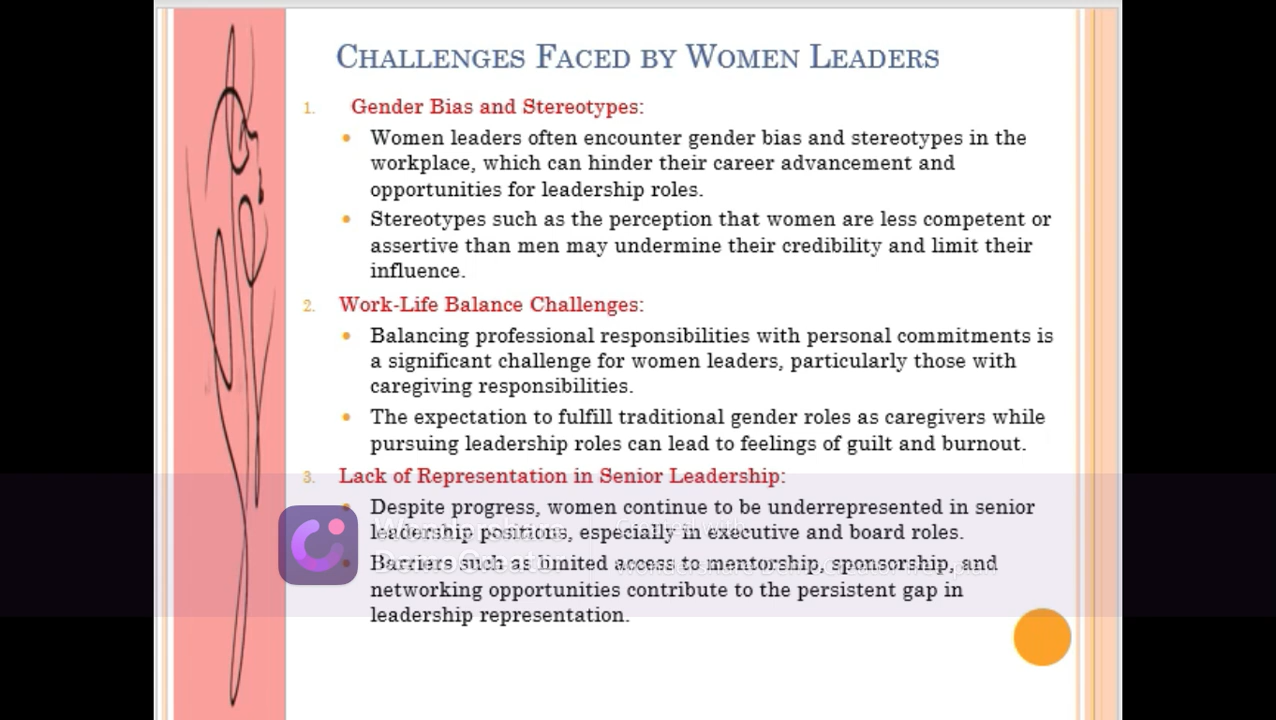 CHALLENGES FACED BY WOMEN LEADERS
1. Gender Bias and Stereotypes:
• Women leaders often encounter gender bias and stereotypes in the
workplace, which can hinder their career advancement and
opportunities for leadership roles.
• Stereotypes such as the perception that women are less competent or
assertive than men may undermine their credibility and limit their
influence.
2. Work-Life Balance Challenges:
• Balancing professional responsibilities with personal commitments is
a significant challenge for women leaders, particularly those with
caregiving responsibilities.
• The expectation to fulfill traditional gender roles as caregivers while
pursuing leadership roles can lead to feelings of guilt and burnout.
3. Lack of Representation in Senior Leadership:
• Despite progress, women continue to be underrepresented in senior
leadership positions, especially in executive and board roles.
• Barriers such as limited access to mentorship, sponsorship, and
networking opportunities contribute to the persistent gap in
leadership representation.
Wondershare
DemoCreator
Created with